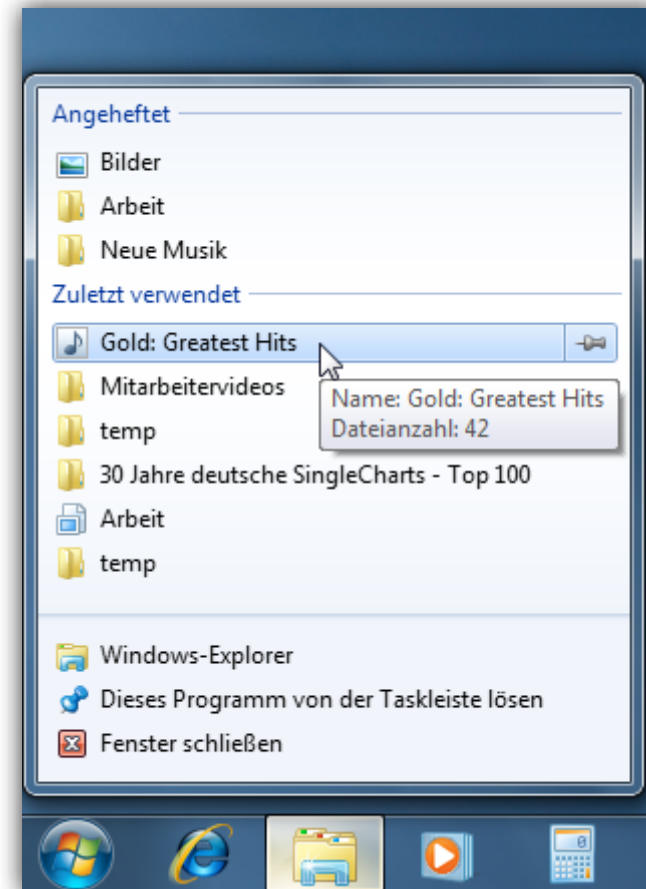 Angeheftet
Bilder
Arbeit
Neue Musik
Zuletzt verwendet
Gold: Greatest Hits
Mitarbeitervideos
Name: Gold: Greatest Hits
Dateianzahl: 42
temp
30 Jahre deutsche SingleCharts - Top 100
Arbeit
temp
Windows-Explorer
Dieses Programm von der Taskleiste lösen
Fenster schließen